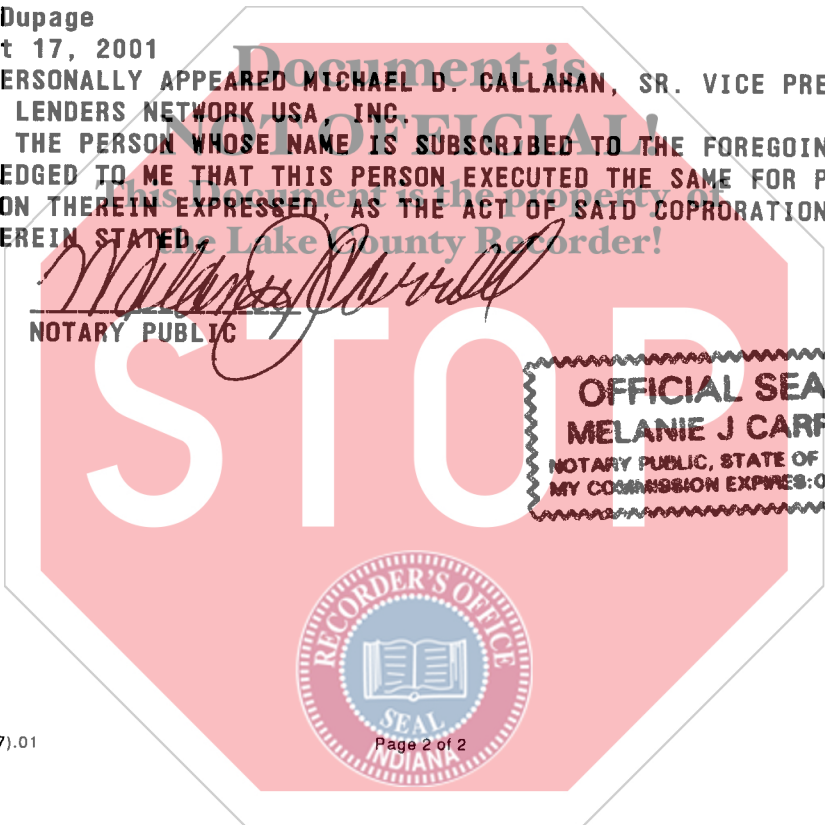 Dupage
t 17, 2001
ERSONALLY APPEARED MICHAEL D. CALLAHAN, SR. VICE PRE
LENDERS NETWORK USA, INC.
THE PERSON WHOSE NAME IS SUBSCRIBED TO THE FOREGOIN
EDGED TO ME THAT THIS PERSON EXECUTED THE SAME FOR P
ON THEREIN EXPRESSED, AS THE ACT OF SAID COPRORATION
EREIN STATED.
Document is
NOT OFFICIAL!
This Document is the property of
the Lake County Recorder!
NOTARY PUBLIC
STOP
OFFICIAL SEA
MELANIE J CARR
NOTARY PUBLIC, STATE OF
MY COMMISSION EXPIRES:0
RECORDER'S OFFICE
SEAL
INDIANA
7).01
Page 2 of 2